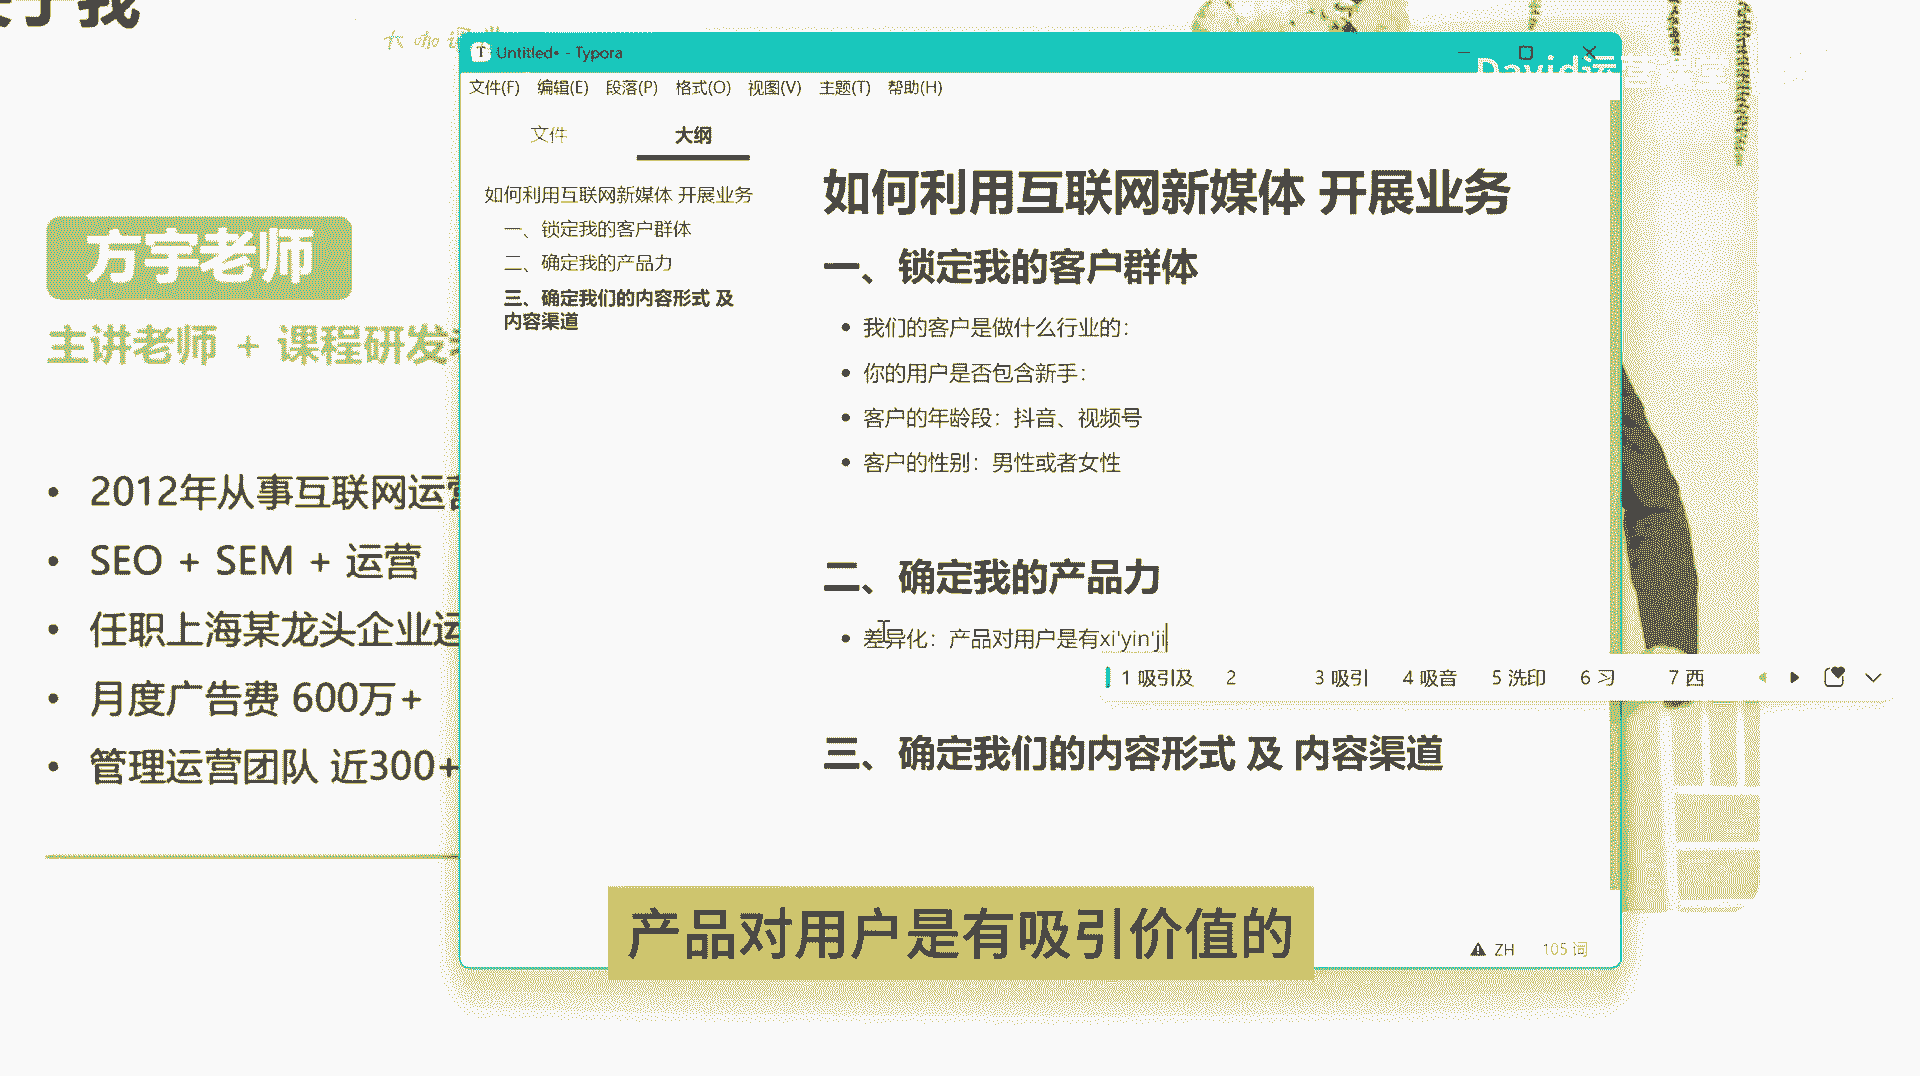 于我
大咖
David运营课堂
方宇老师
主讲老师 + 课程研发
• 2012年从事互联网运营
• SEO + SEM + 运营
• 任职上海某龙头企业运
• 月度广告费 600万+
• 管理运营团队 近300+
Untitled• - Typora
文件(F) 编辑(E) 段落(P) 格式(O) 视图(V) 主题(T) 帮助(H)
文件 大纲
如何利用互联网新媒体 开展业务
一、锁定我的客户群体
二、确定我的产品力
三、确定我们的内容形式 及
内容渠道
如何利用互联网新媒体 开展业务
一、锁定我的客户群体
• 我们的客户是做什么行业的：
• 你的用户是否包含新手：
• 客户的年龄段：抖音、视频号
• 客户的性别：男性或者女性
二、确定我的产品力
• 差异化：产品对用户是有xi'yin'ji
1 吸引及 2 3 吸引 4 吸音 5 洗印 6 习 7 西
三、确定我们的内容形式 及 内容渠道
产品对用户是有吸引价值的
ZH 105 词